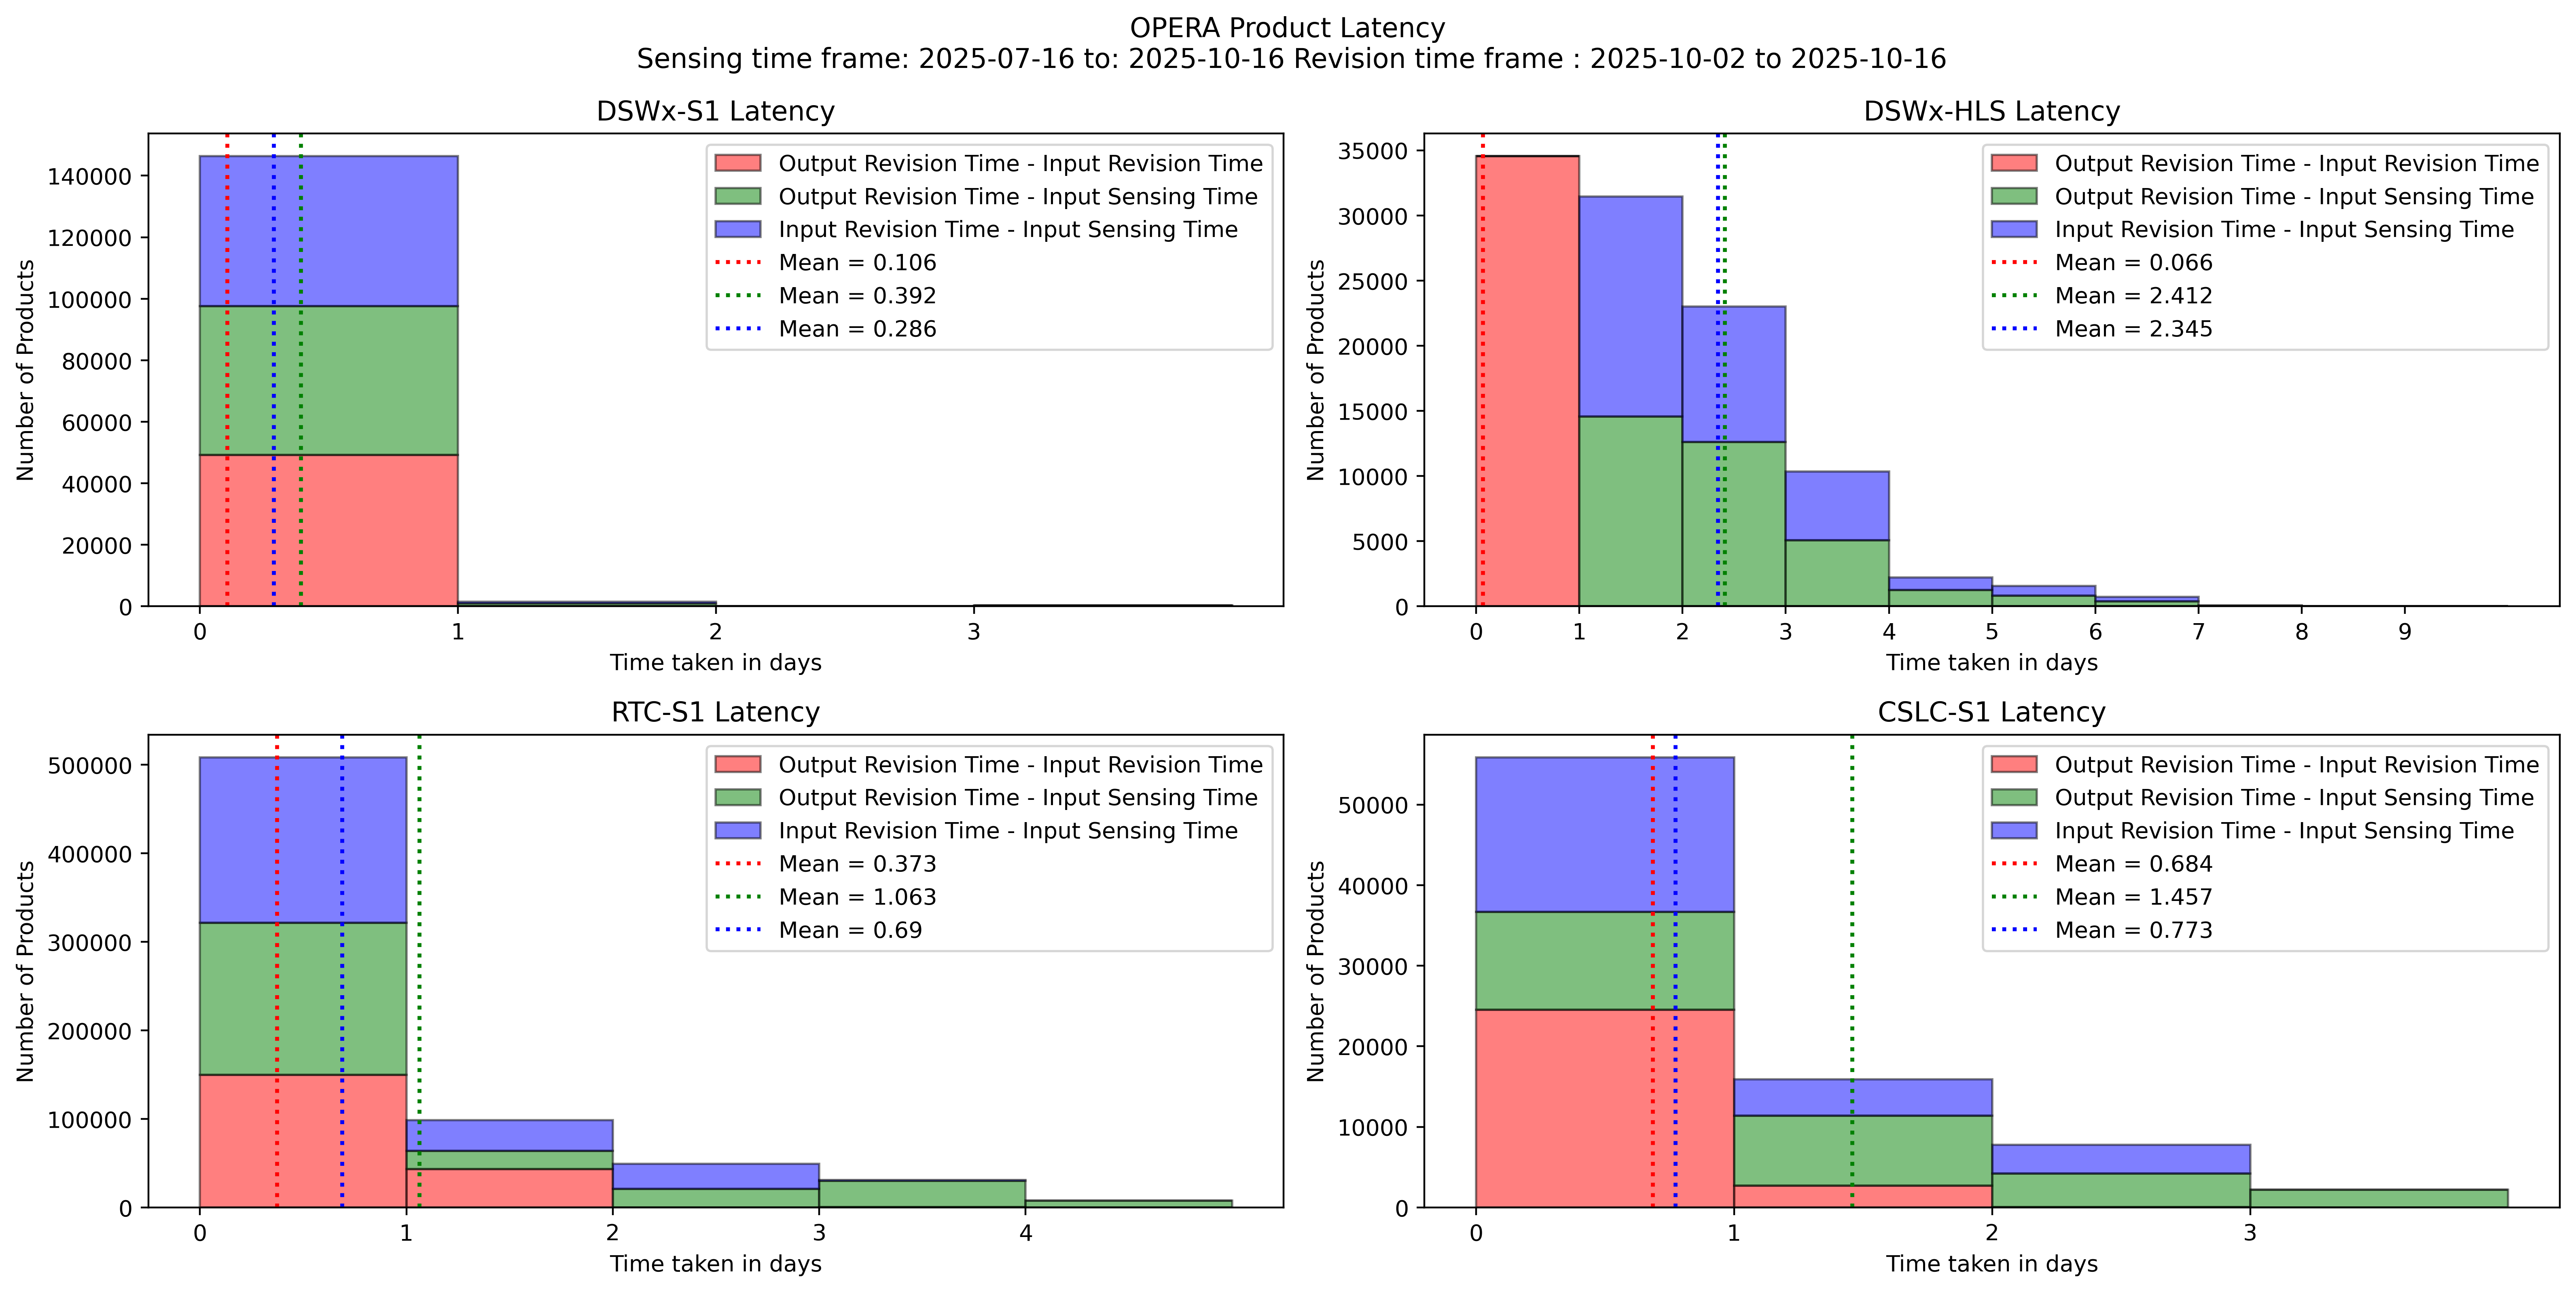 OPERA Product Latency
Sensing time frame: 2025-07-16 to: 2025-10-16 Revision time frame : 2025-10-02 to 2025-10-16
DSWx-S1 Latency
Number of Products
140000
120000
100000
80000
60000
40000
20000
0
0 1 2 3
Time taken in days
Output Revision Time - Input Revision Time
Output Revision Time - Input Sensing Time
Input Revision Time - Input Sensing Time
Mean = 0.106
Mean = 0.392
Mean = 0.286
DSWx-HLS Latency
Number of Products
35000
30000
25000
20000
15000
10000
5000
0
0 1 2 3 4 5 6 7 8 9
Time taken in days
Output Revision Time - Input Revision Time
Output Revision Time - Input Sensing Time
Input Revision Time - Input Sensing Time
Mean = 0.066
Mean = 2.412
Mean = 2.345
RTC-S1 Latency
Number of Products
500000
400000
300000
200000
100000
0
0 1 2 3 4
Time taken in days
Output Revision Time - Input Revision Time
Output Revision Time - Input Sensing Time
Input Revision Time - Input Sensing Time
Mean = 0.373
Mean = 1.063
Mean = 0.69
CSLC-S1 Latency
Number of Products
50000
40000
30000
20000
10000
0
0 1 2 3
Time taken in days
Output Revision Time - Input Revision Time
Output Revision Time - Input Sensing Time
Input Revision Time - Input Sensing Time
Mean = 0.684
Mean = 1.457
Mean = 0.773